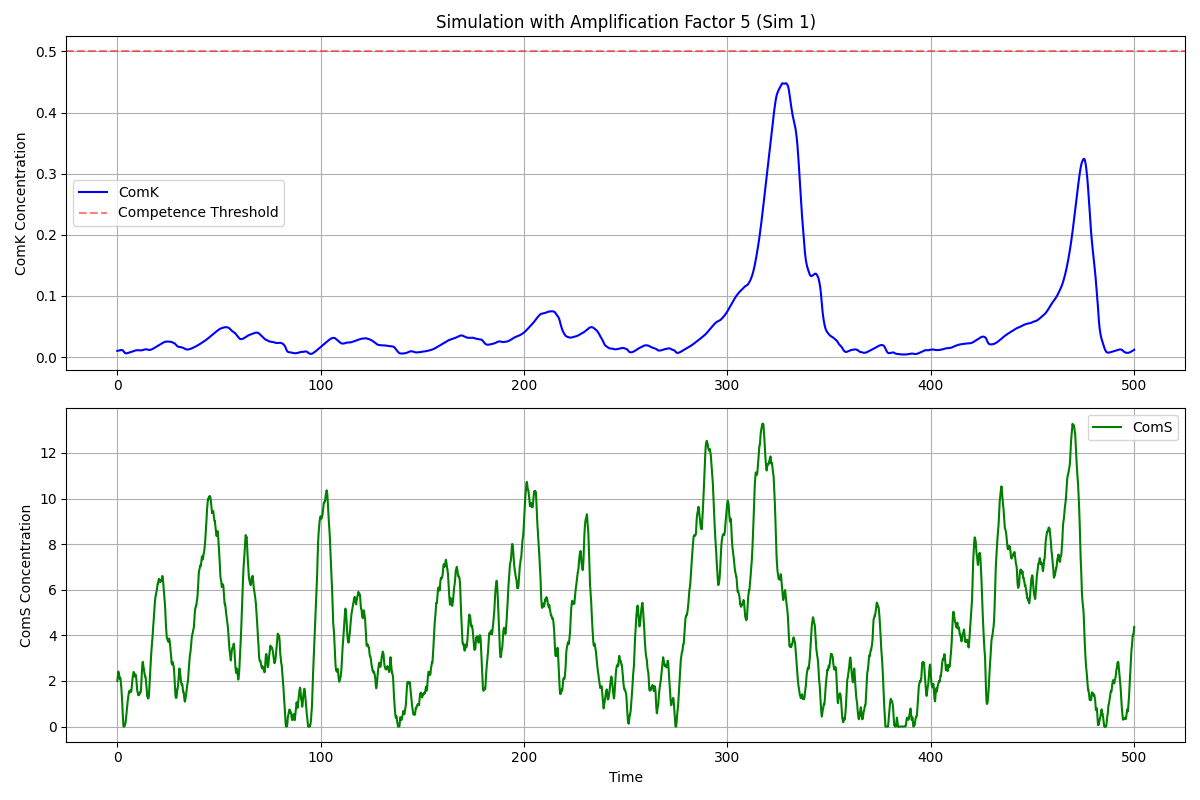 Simulation with Amplification Factor 5 (Sim 1)
0.5
0.4
0.3
0.2
0.1
0.0
ComK Concentration
ComK
Competence Threshold
0 100 200 300 400 500
12
10
8
6
4
2
0
ComS Concentration
ComS
0 100 200 300 400 500
Time